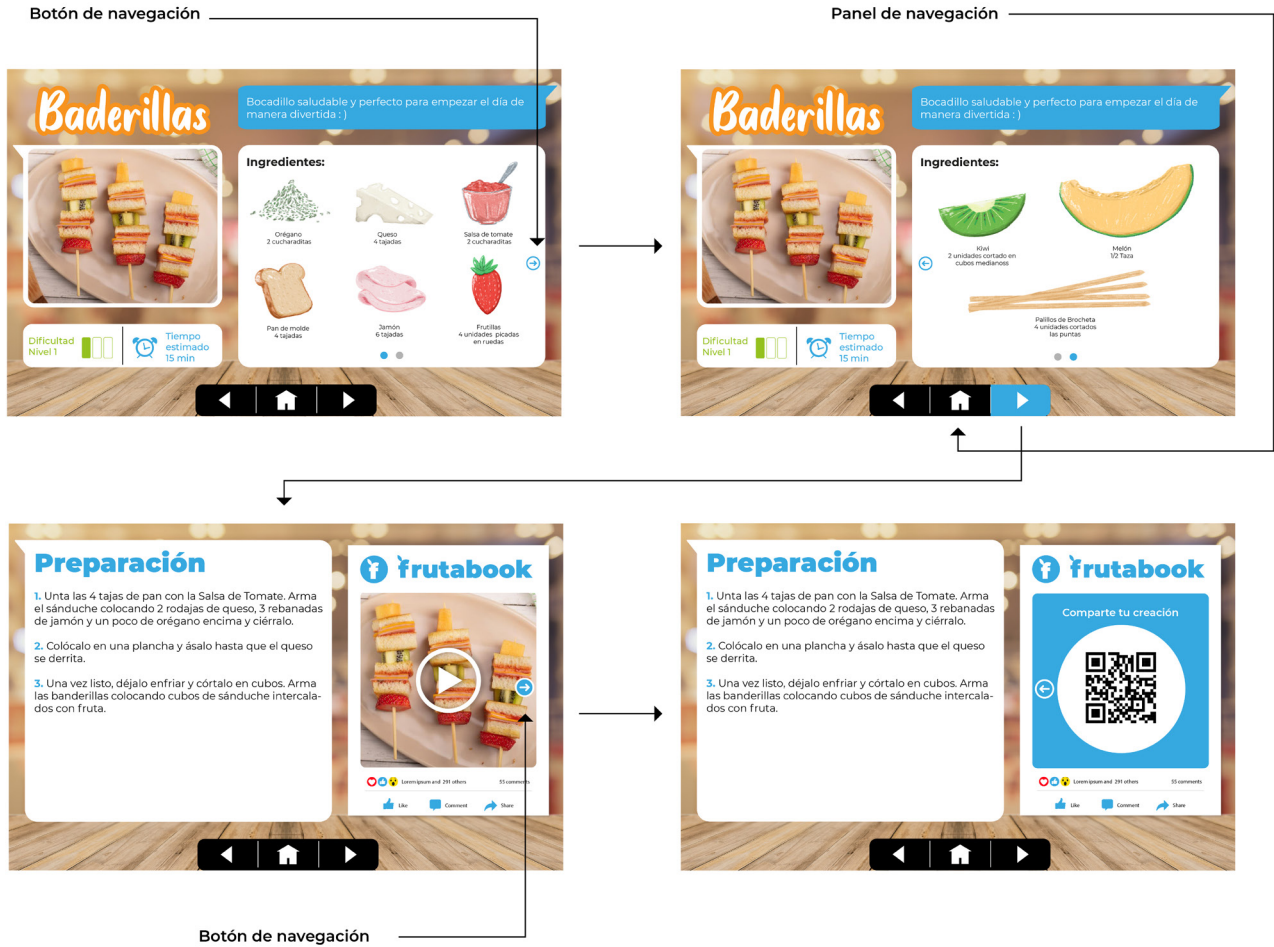 Botón de navegación
Panel de navegación
Baderillas
Bocadillo saludable y perfecto para empezar el día de
manera divertida : )
Ingredientes:
Orégano
2 cucharaditas
Queso
4 tajadas
Salsa de tomate
2 cucharaditas
Pan de molde
4 tajadas
Jamón
6 tajadas
Frutillas
4 unidades picadas
en ruedas
Dificultad
Nivel 1
Tiempo
estimado
15 min
Baderillas
Bocadillo saludable y perfecto para empezar el día de
manera divertida : )
Ingredientes:
Kiwi
2 unidades cortado en
cubos medianoss
Melón
1/2 Taza
Palillos de Brocheta
4 unidades cortados
las puntas
Dificultad
Nivel 1
Tiempo
estimado
15 min
Preparación
1. Unta las 4 tajas de pan con la Salsa de Tomate. Arma
el sánduche colocando 2 rodajas de queso, 3 rebanadas
de jamón y un poco de orégano encima y ciérralo.
2. Colócalo en una plancha y ásalo hasta que el queso
se derrita.
3. Una vez listo, déjalo enfriar y córtalo en cubos. Arma
las banderillas colocando cubos de sánduche intercala-
dos con fruta.
f frutabook
Lorem ipsum and 291 others 55 comments
Like Comment Share
Preparación
1. Unta las 4 tajas de pan con la Salsa de Tomate. Arma
el sánduche colocando 2 rodajas de queso, 3 rebanadas
de jamón y un poco de orégano encima y ciérralo.
2. Colócalo en una plancha y ásalo hasta que el queso
se derrita.
3. Una vez listo, déjalo enfriar y córtalo en cubos. Arma
las banderillas colocando cubos de sánduche intercala-
dos con fruta.
f frutabook
Comparte tu creación
Lorem ipsum and 291 others 55 comments
Like Comment Share
Botón de navegación